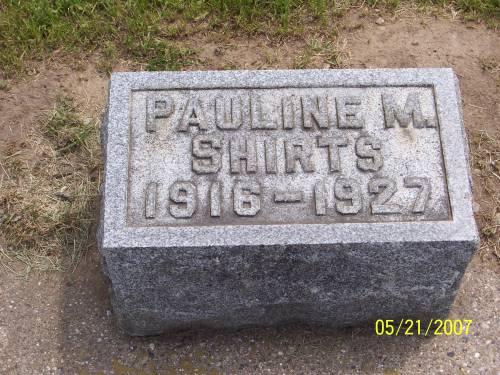 PAULINE M.
SHIRTS
1916-1927
05/21/2007